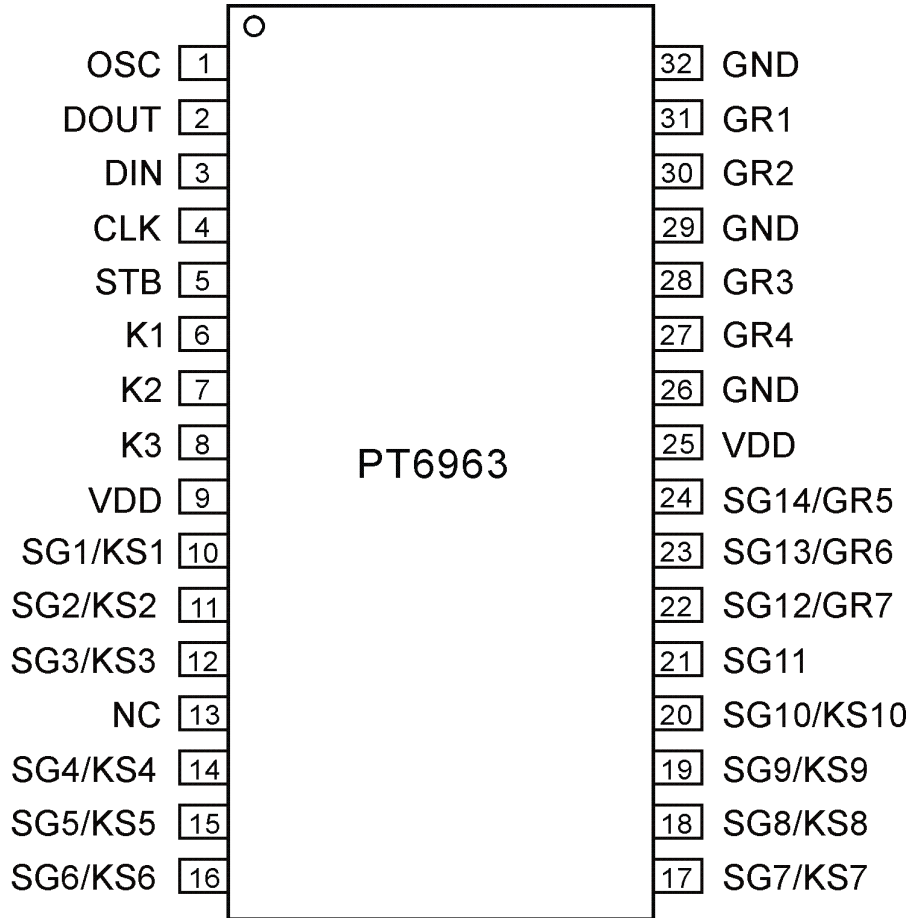 OSC 1 32 GND
DOUT 2 31 GR1
DIN 3 30 GR2
CLK 4 29 GND
STB 5 28 GR3
K1 6 27 GR4
K2 7 26 GND
K3 8 25 VDD
PT6963
VDD 9 24 SG14/GR5
SG1/KS1 10 23 SG13/GR6
SG2/KS2 11 22 SG12/GR7
SG3/KS3 12 21 SG11
NC 13 20 SG10/KS10
SG4/KS4 14 19 SG9/KS9
SG5/KS5 15 18 SG8/KS8
SG6/KS6 16 17 SG7/KS7